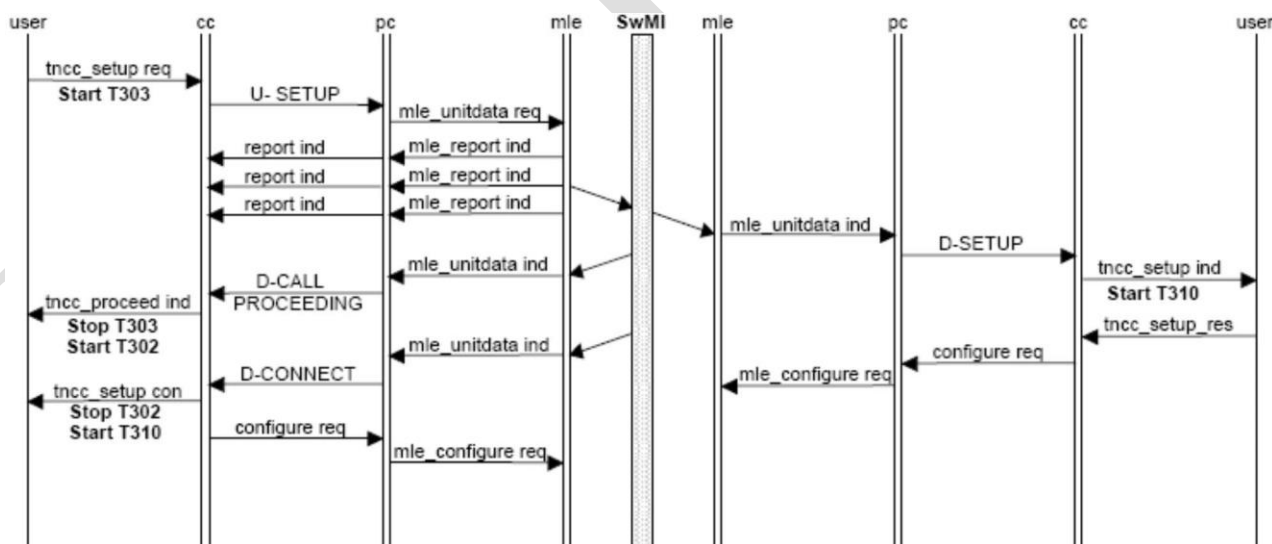 user cc pc mle SwMI mle pc cc user
tncc_setup req
Start T303
U- SETUP
mle_unitdata req
report ind
mle_report ind
report ind
mle_report ind
report ind
mle_report ind
mle_unitdata ind
D-SETUP
mle_unitdata ind
tncc_setup ind
Start T310
D-CALL
PROCEEDING
tncc_proceed ind
Stop T303
Start T302
tncc_setup_res
mle_unitdata ind
configure req
mle_configure req
D-CONNECT
tncc_setup con
Stop T302
Start T310
configure req
mle_configure req